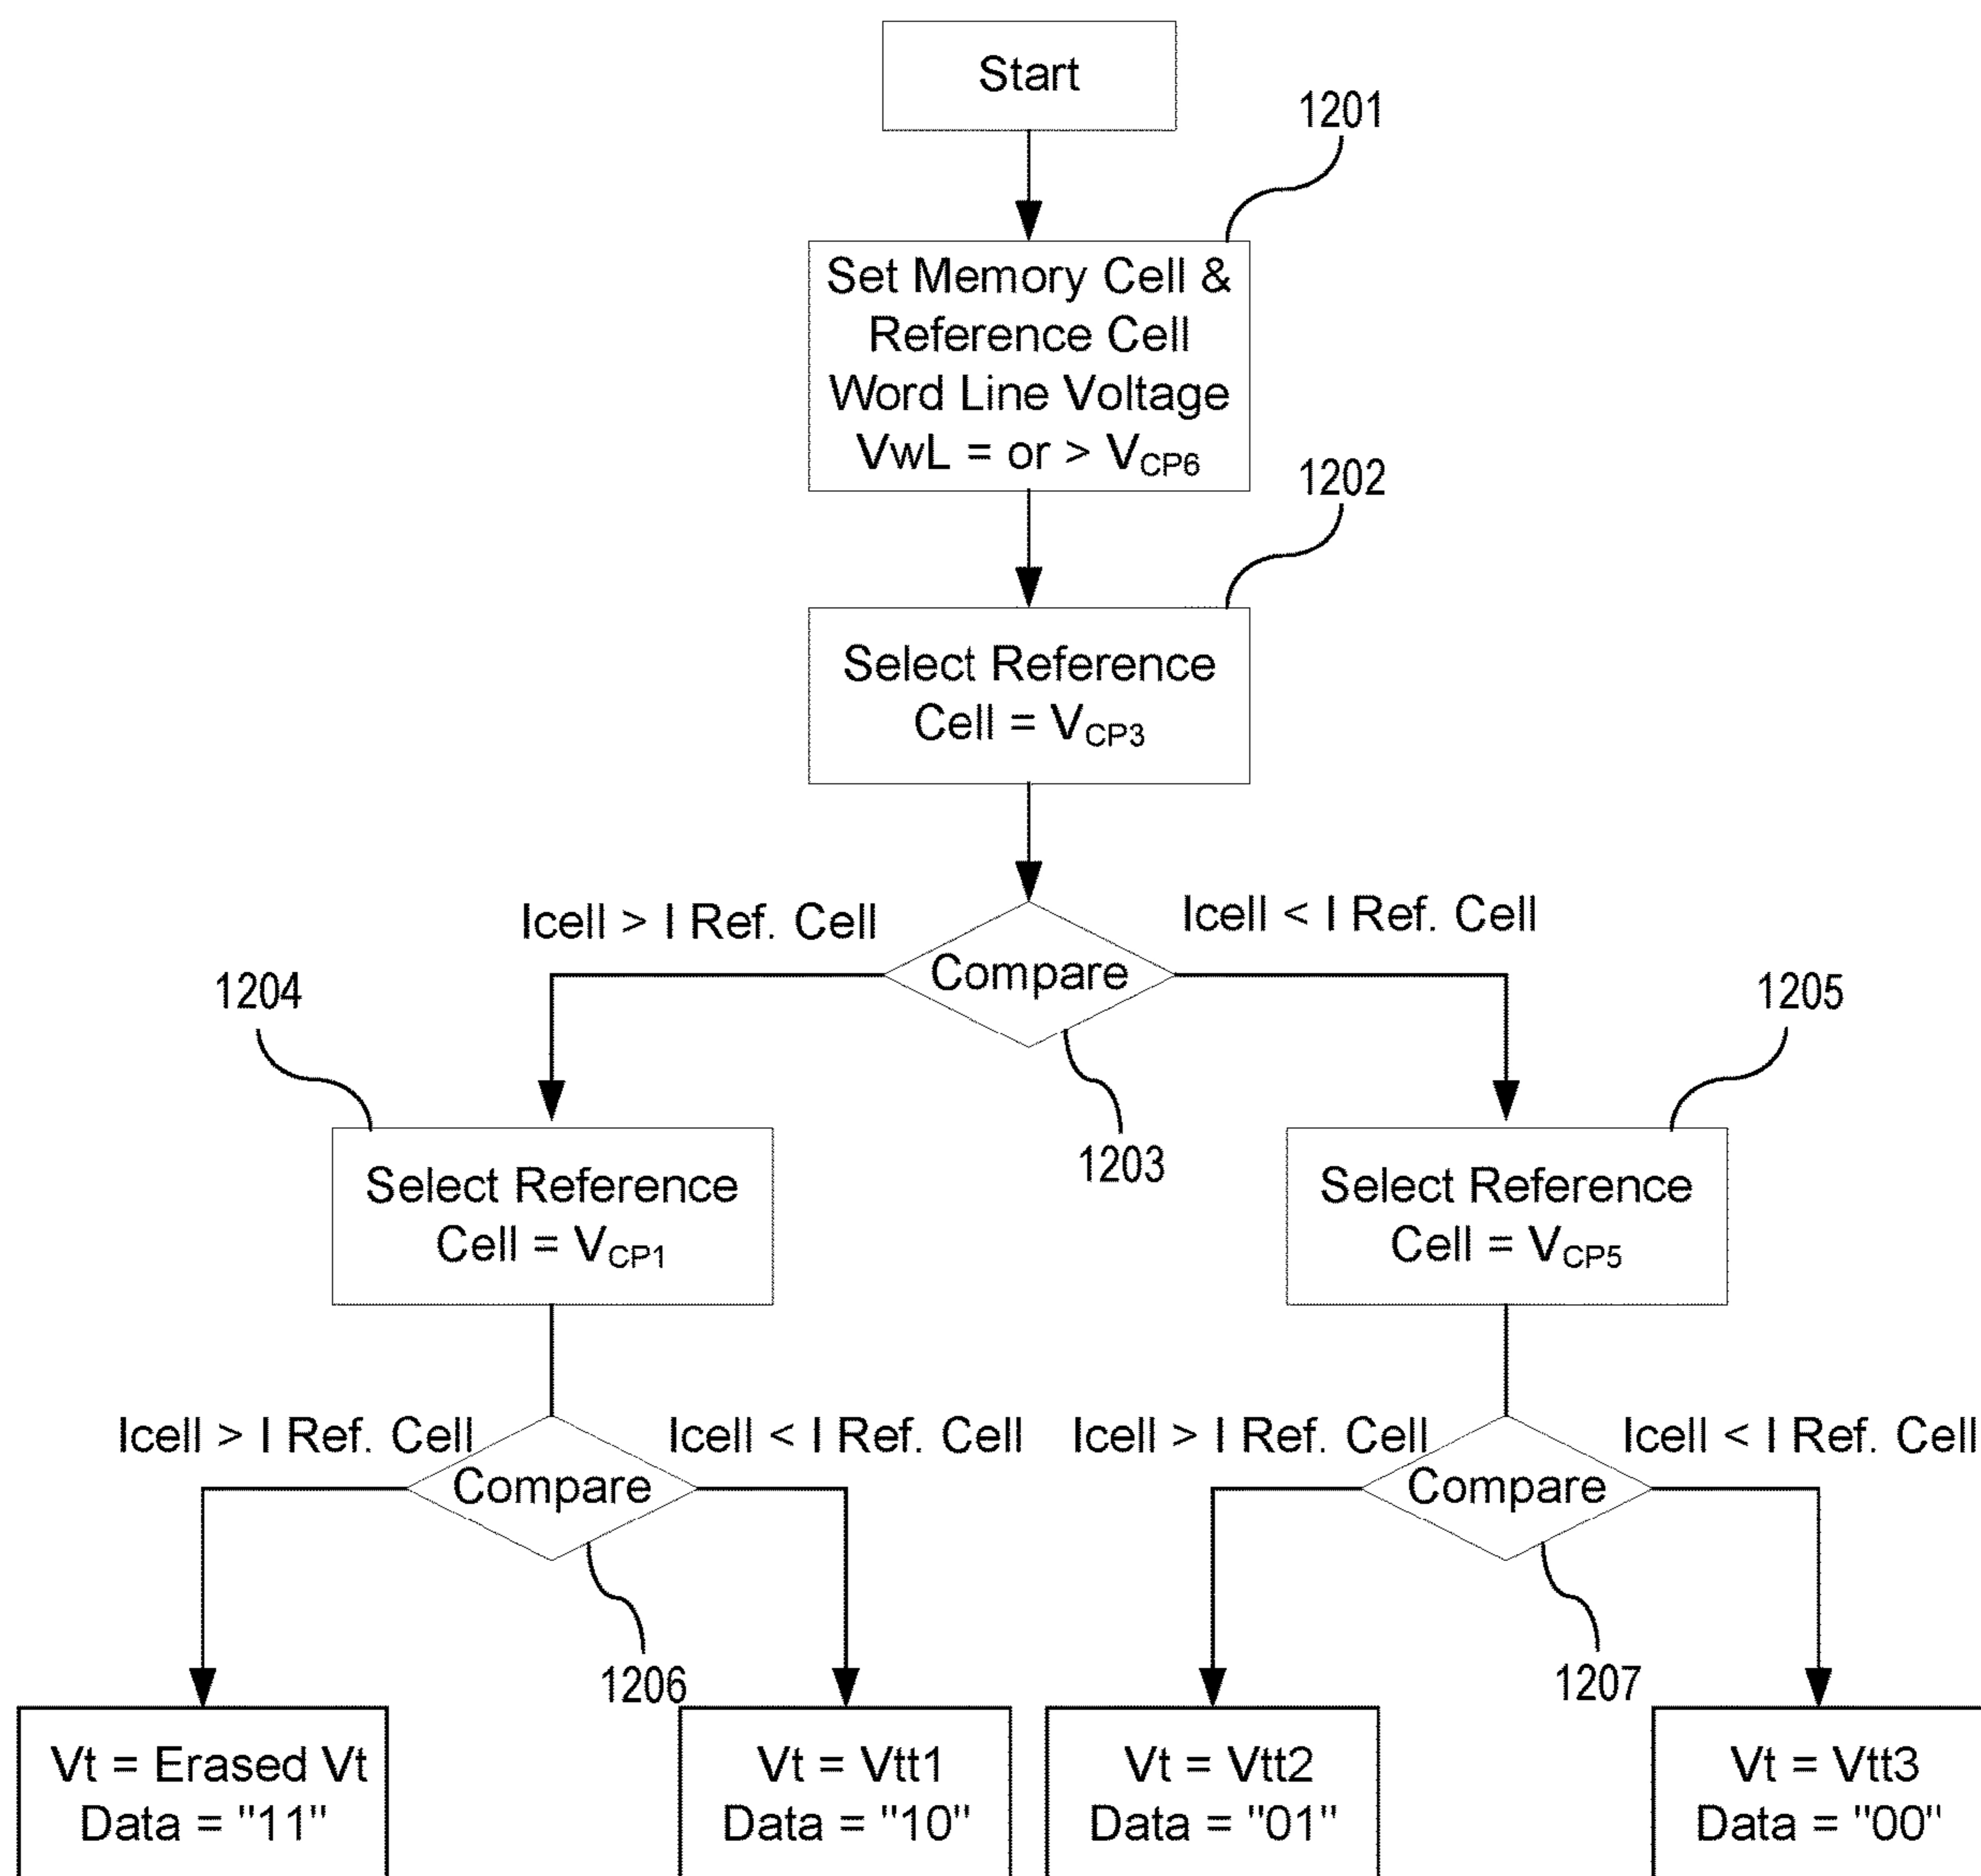 Start
1201
Set Memory Cell &
Reference Cell
Word Line Voltage
VwL = or > VCP6
1202
Select Reference
Cell = VCP3
Icell > I Ref. Cell
Icell < I Ref. Cell
Compare
1203
1204
1205
Select Reference
Cell = VCP1
Select Reference
Cell = VCP5
Icell > I Ref. Cell
Icell < I Ref. Cell
Compare
1206
Icell > I Ref. Cell
Icell < I Ref. Cell
Compare
1207
Vt = Erased Vt
Data = "11"
Vt = Vtt1
Data = "10"
Vt = Vtt2
Data = "01"
Vt = Vtt3
Data = "00"